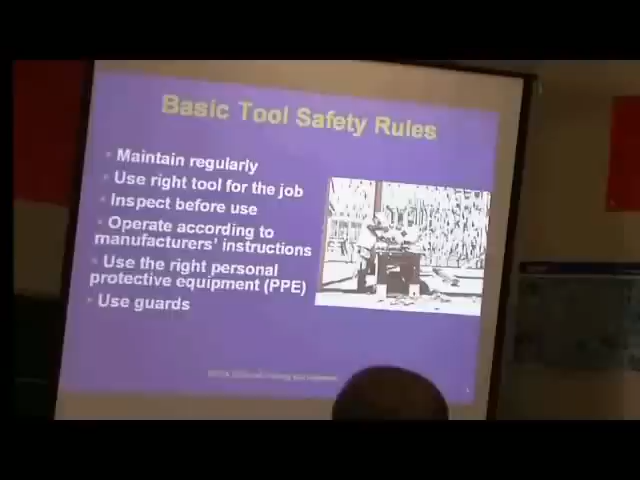 Basic Tool Safety Rules
Maintain regularly
Use right tool for the job
Inspect before use
Operate according to
manufacturers' instructions
Use the right personal
protective equipment (PPE)
Use guards